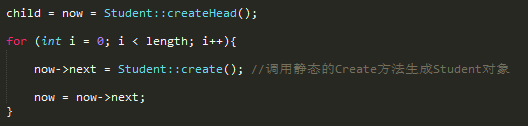 child = now = Student::createHead();
for (int i = 0; i < length; i++){
now->next = Student::create(); //调用静态的Create方法生成Student对象
now = now->next;
}